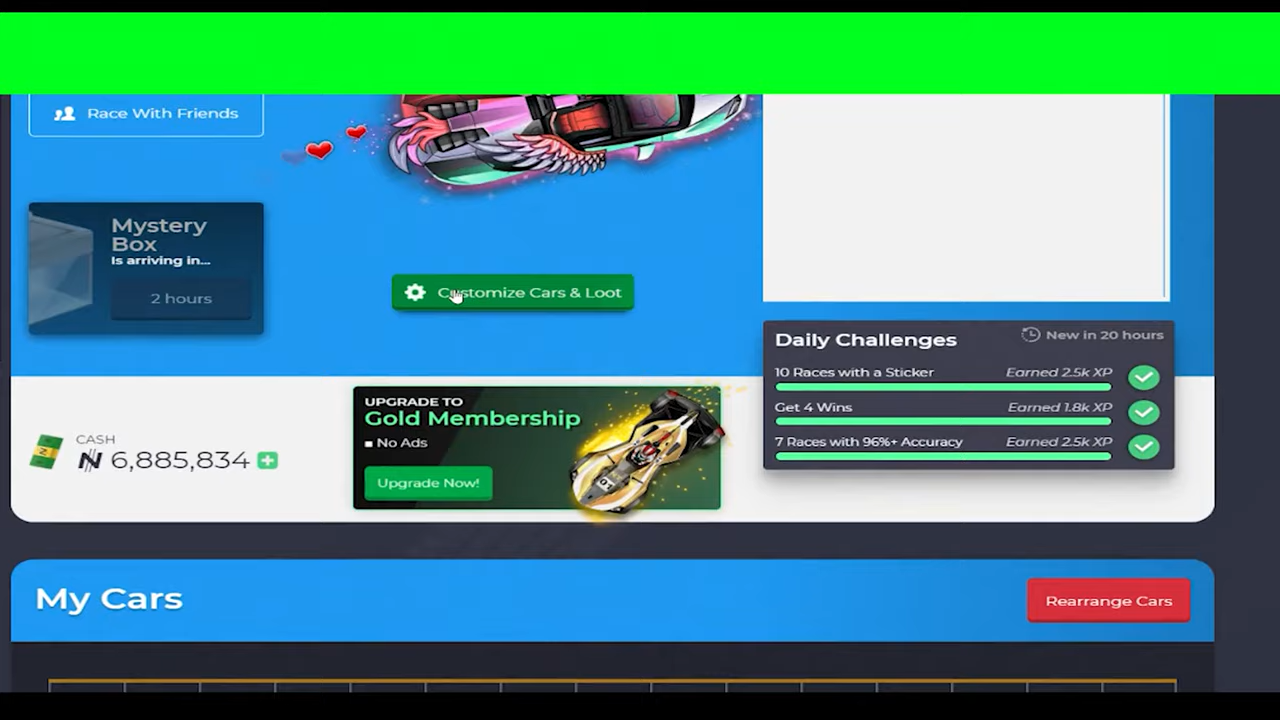 Race With Friends
Mystery
Box
Is arriving in...
2 hours
Customize Cars & Loot
Daily Challenges
New in 20 hours
10 Races with a Sticker
Earned 2.5k XP
Get 4 Wins
Earned 1.8k XP
7 Races with 96%+ Accuracy
Earned 2.5k XP
CASH
N 6,885,834
UPGRADE TO
Gold Membership
No Ads
Upgrade Now!
01
My Cars
Rearrange Cars